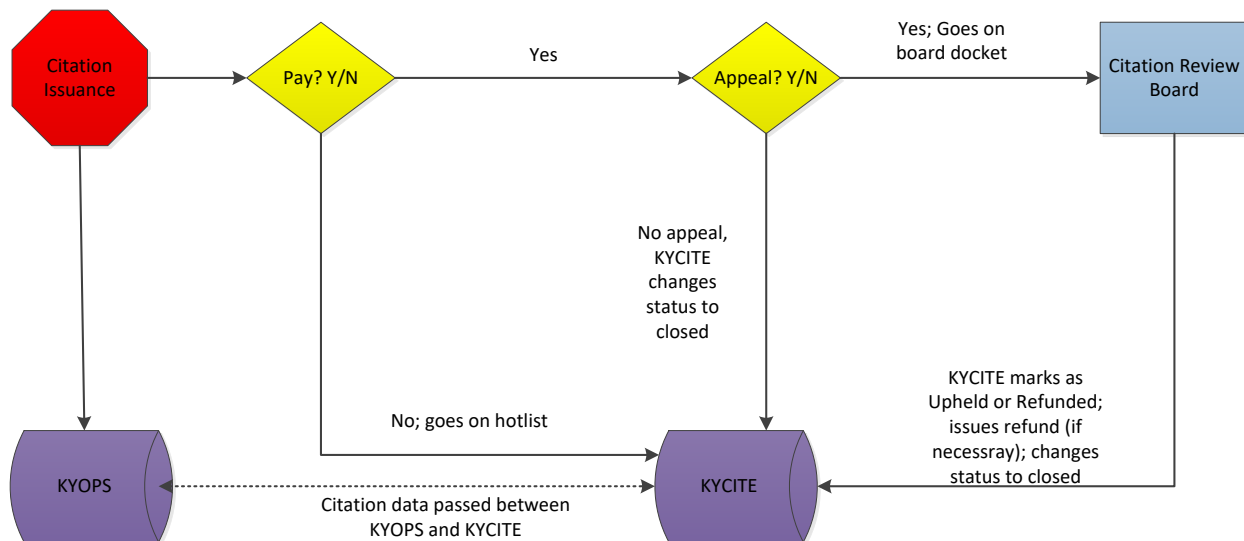 Citation
Issuance
Pay? Y/N
Yes
Appeal? Y/N
Yes; Goes on
board docket
Citation Review
Board
No appeal,
KYCITE
changes
status to
closed
No; goes on hotlist
KYCITE marks as
Upheld or Refunded;
issues refund (if
necessray); changes
status to closed
KYOPS
Citation data passed between
KYOPS and KYCITE
KYCITE